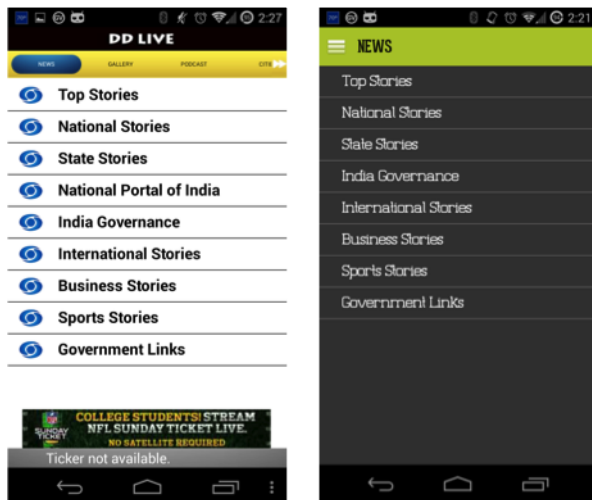 2:27
DD LIVE
NEWS GALLERY PODCAST CITI
Top Stories
National Stories
State Stories
National Portal of India
India Governance
International Stories
Business Stories
Sports Stories
Government Links
SUNDAY TICKET
COLLEGE STUDENTS! STREAM
NFL SUNDAY TICKET LIVE.
NO SATELLITE REQUIRED
Ticker not available.
2:21
NEWS
Top Stories
National Stories
State Stories
India Governance
International Stories
Business Stories
Sports Stories
Government Links